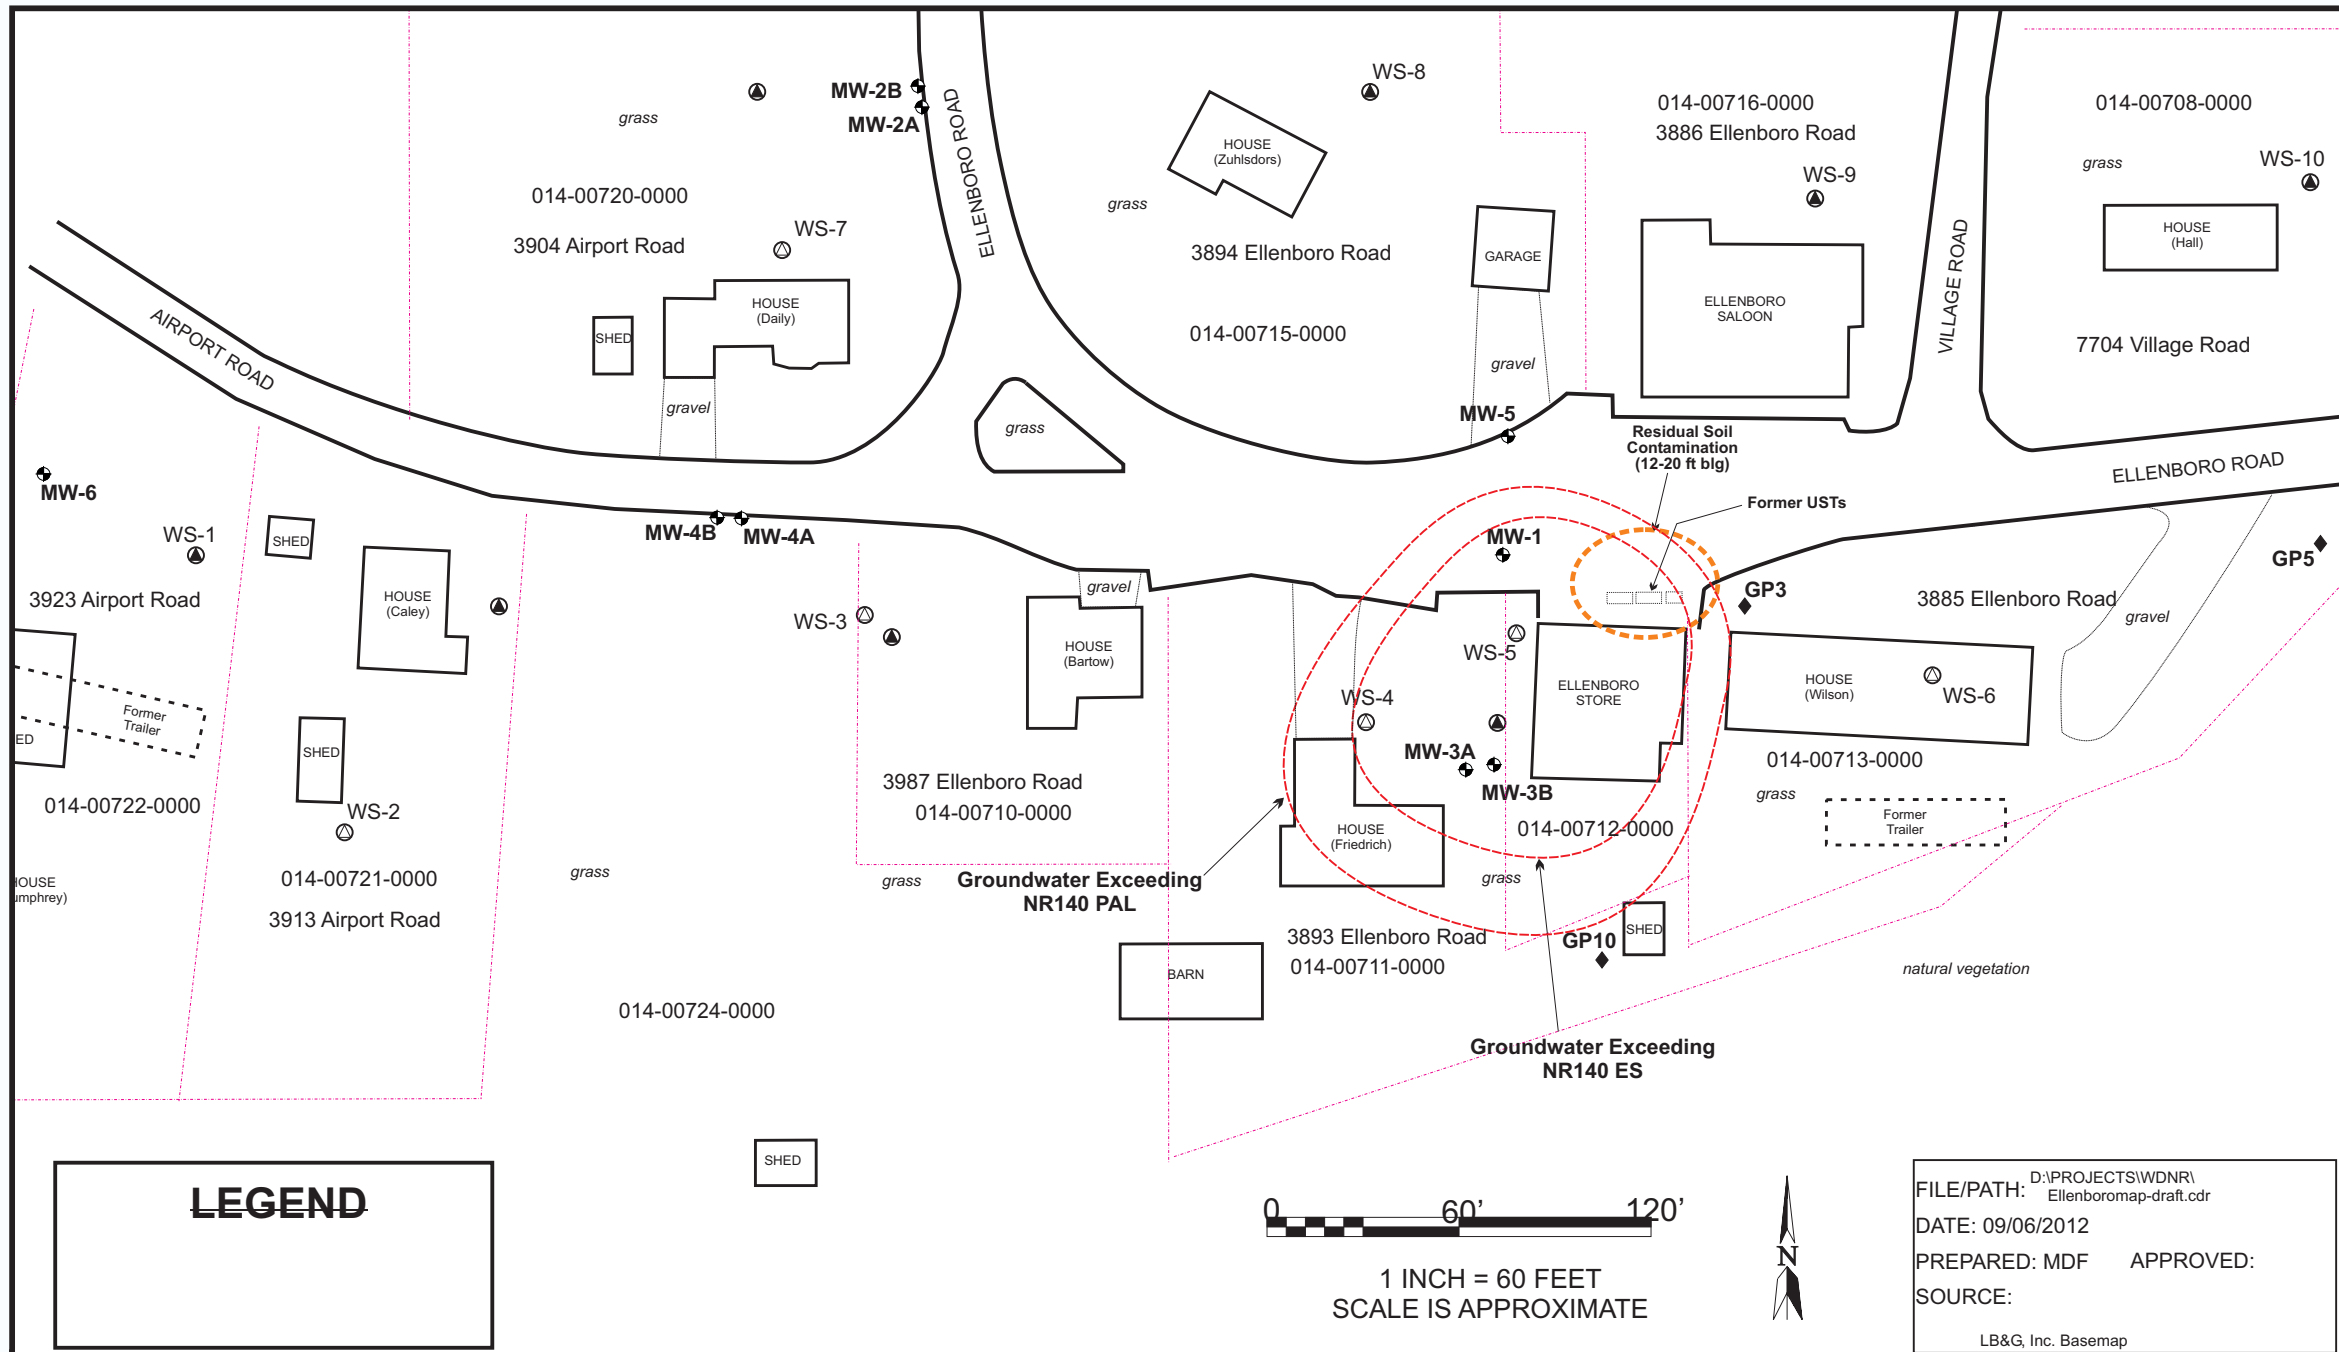 WS-8
MW-2B
014-00716-0000
014-00708-0000
grass
MW-2A
3886 Ellenboro Road
HOUSE
(Zuhlsdors)
grass
WS-10
ELLENBORO ROAD
WS-9
014-00720-0000
grass
WS-7
3904 Airport Road
3894 Ellenboro Road
GARAGE
VILLAGE ROAD
HOUSE
(Hall)
HOUSE
(Daily)
ELLENBORO
SALOON
AIRPORT ROAD
SHED
014-00715-0000
7704 Village Road
gravel
gravel
grass
MW-5
Residual Soil
Contamination
(12-20 ft blg)
ELLENBORO ROAD
MW-6
Former USTs
WS-1
SHED
MW-4B
MW-4A
MW-1
GP5
3923 Airport Road
HOUSE
(Caley)
gravel
GP3
3885 Ellenboro Road
gravel
WS-3
HOUSE
(Bartow)
WS-5
ELLENBORO
STORE
HOUSE
(Wilson)
WS-6
WS-4
Former
Trailer
ED
SHED
MW-3A
MW-3B
014-00713-0000
3987 Ellenboro Road
014-00710-0000
014-00722-0000
WS-2
grass
Former
Trailer
HOUSE
(Friedrich)
014-00712-0000
014-00721-0000
3913 Airport Road
HOUSE
umphrey)
grass
grass
grass
Groundwater Exceeding
NR140 PAL
3893 Ellenboro Road
014-00711-0000
GP10
SHED
BARN
natural vegetation
014-00724-0000
Groundwater Exceeding
NR140 ES
SHED
LEGEND
0 60' 120'
1 INCH = 60 FEET
SCALE IS APPROXIMATE
N
FILE/PATH: D:\PROJECTS\WDNR\
Ellenboromap-draft.cdr
DATE: 09/06/2012
PREPARED: MDF APPROVED:
SOURCE:
LB&G, Inc. Basemap